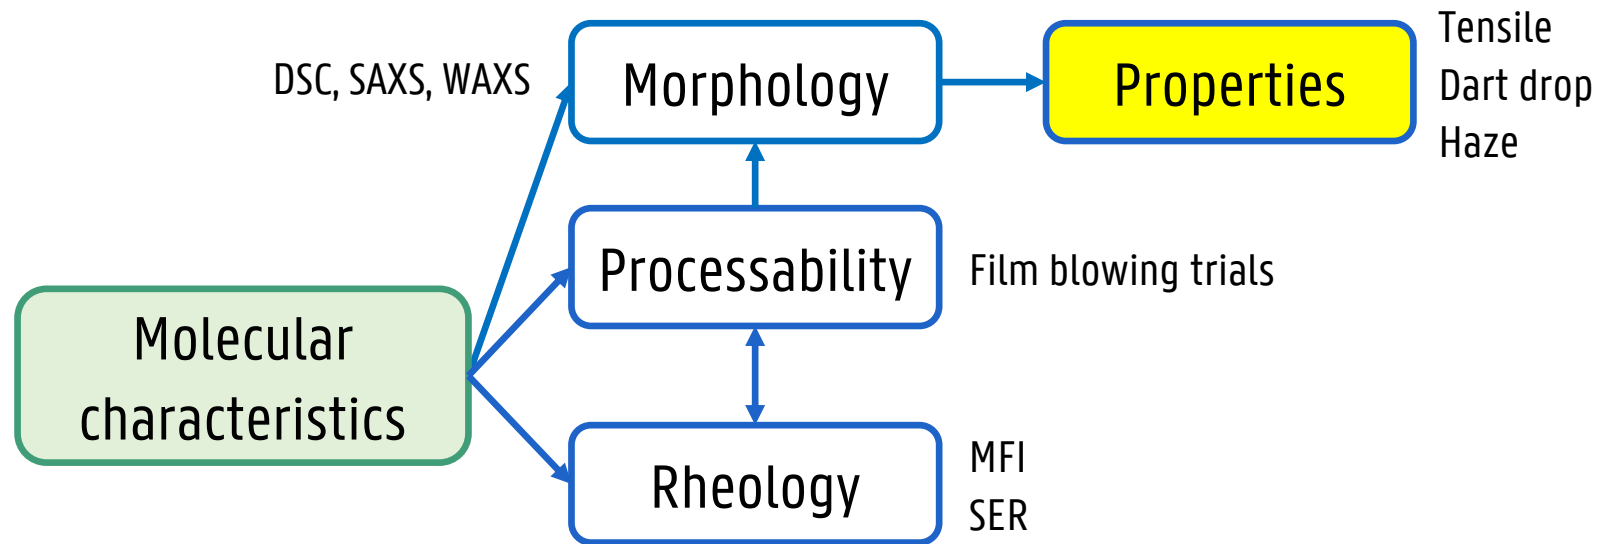 DSC, SAXS, WAXS
Morphology
Properties
Tensile
Dart drop
Haze
Processability
Film blowing trials
Molecular
characteristics
Rheology
MFI
SER